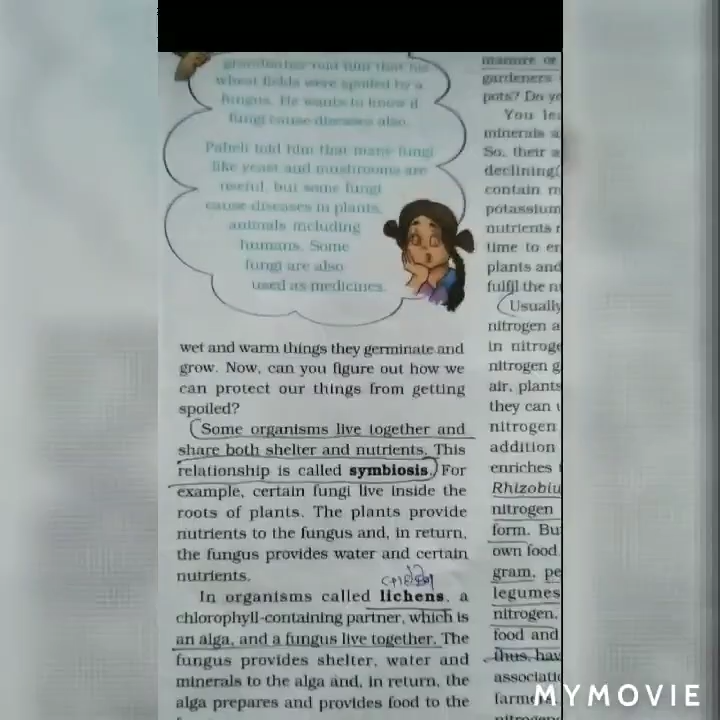 grandmother told him that his
wheat fields were spoiled by a
fungus. He wants to know if
fungi cause diseases also.
Paheli told him that many fungi
like yeast and mushrooms are
useful, but some fungi
cause diseases in plants,
animals including
humans. Some
fungi are also
used as medicines.
wet and warm things they germinate and
grow. Now, can you figure out how we
can protect our things from getting
spoiled?
Some organisms live together and
share both shelter and nutrients. This
relationship is called symbiosis. For
example, certain fungi live inside the
roots of plants. The plants provide
nutrients to the fungus and, in return,
the fungus provides water and certain
nutrients.
In organisms called lichens, a
chlorophyll-containing partner, which is
an alga, and a fungus live together. The
fungus provides shelter, water and
minerals to the alga and, in return, the
alga prepares and provides food to the
manure or
gardeners
pots? Do
You
minerals
So, their
declining
contain
potassium
nutrients
time to
plants and
fulfil the
Usually
nitrogen
in
nitrogen
air, plants
they can
nitrogen
addition
enriches
nitrogen
form.
own food
gram,
legumes
nitrogen.
food and
thus,
MYMOVIE